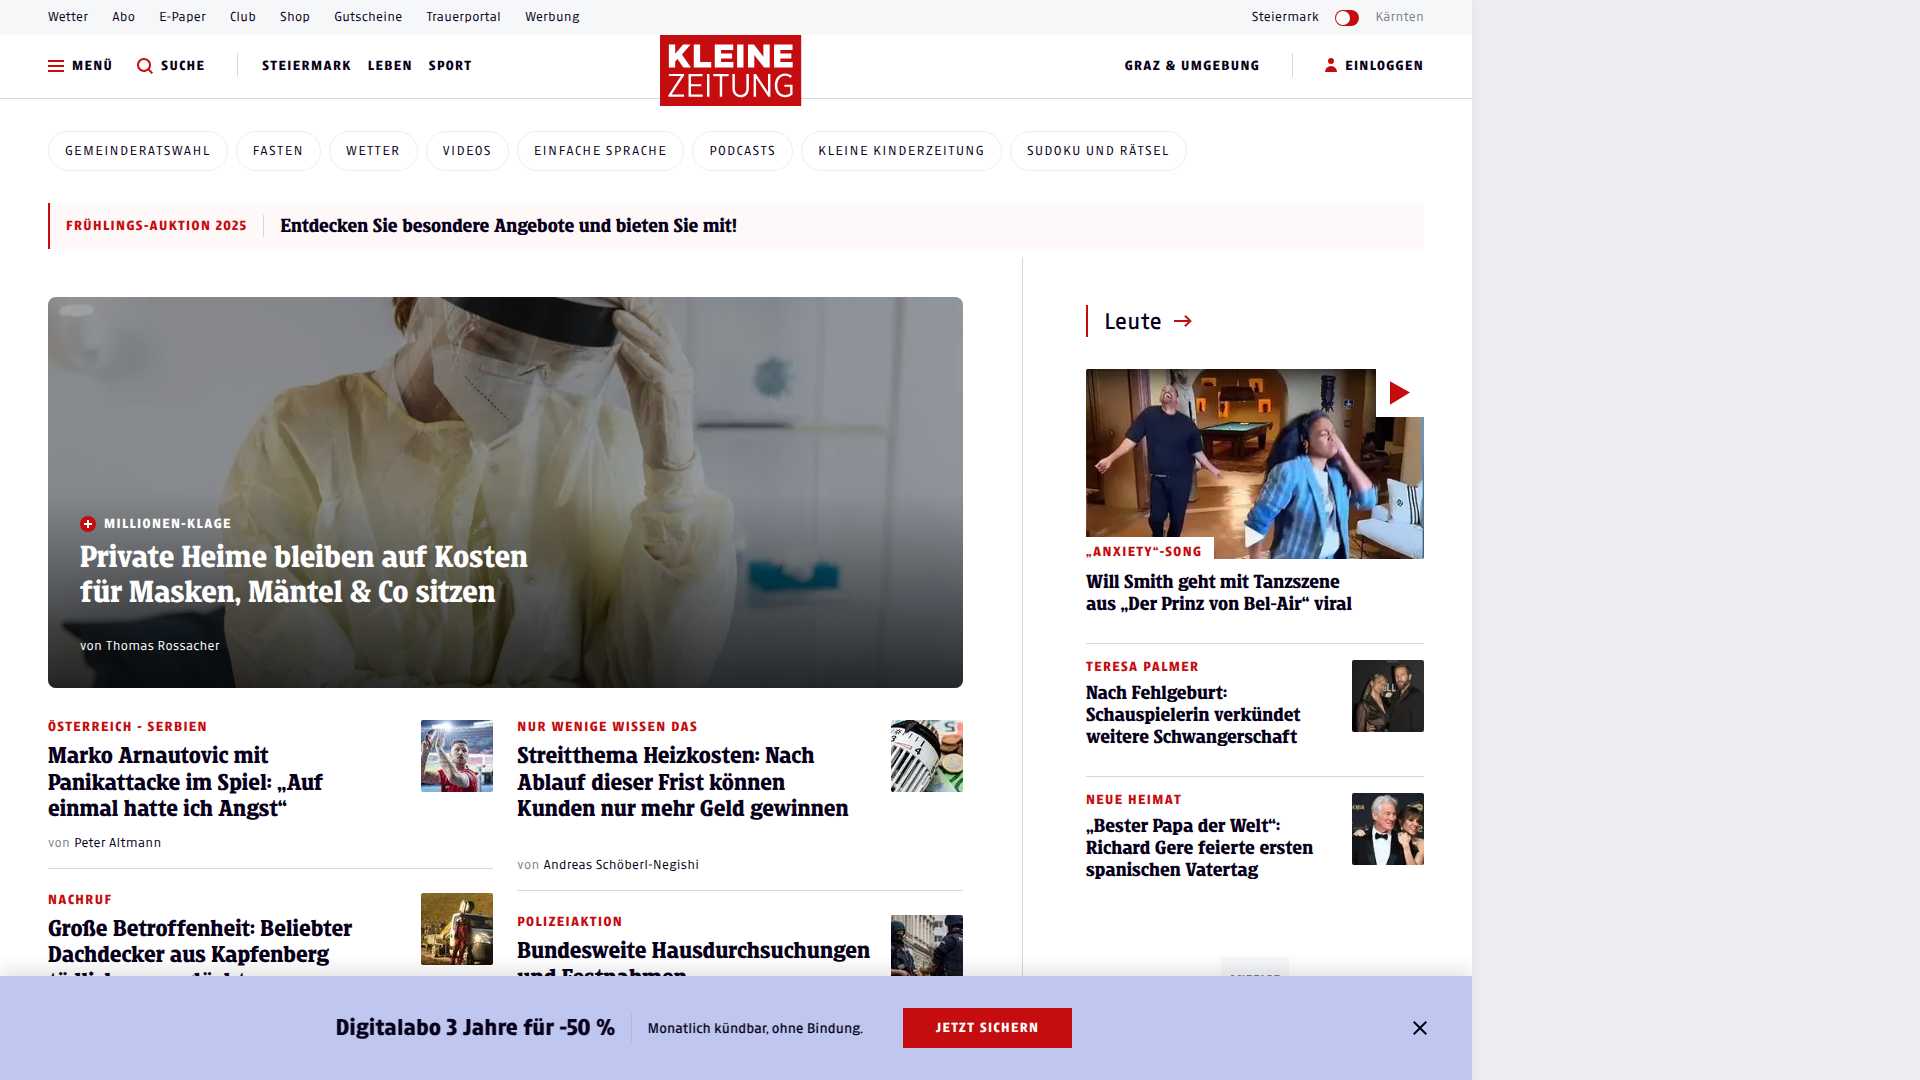 Wetter Abo E-Paper Club Shop Gutscheine Trauerportal Werbung Steiermark Kärnten
MENÜ SUCHE STEIERMARK LEBEN SPORT KLEINE ZEITUNG GRAZ & UMGEBUNG EINLOGGEN
GEMEINDERATSWAHL FASTEN WETTER VIDEOS EINFACHE SPRACHE PODCASTS KLEINE KINDERZEITUNG SUDOKU UND RÄTSEL
FRÜHLINGS-AUKTION 2025 Entdecken Sie besondere Angebote und bieten Sie mit!
MILLIONEN-KLAGE
Private Heime bleiben auf Kosten
für Masken, Mäntel & Co sitzen
von Thomas Rossacher
ÖSTERREICH - SERBIEN
Marko Arnautovic mit
Panikattacke im Spiel: „Auf
einmal hatte ich Angst“
von Peter Altmann
NACHRUF
Große Betroffenheit: Beliebter
Dachdecker aus Kapfenberg
NUR WENIGE WISSEN DAS
Streitthema Heizkosten: Nach
Ablauf dieser Frist können
Kunden nur mehr Geld gewinnen
von Andreas Schöberl-Negishi
POLIZEIAKTION
Bundesweite Hausdurchsuchungen
und Festnahmen
Leute
„ANXIETY“-SONG
Will Smith geht mit Tanzszene
aus „Der Prinz von Bel-Air“ viral
TERESA PALMER
Nach Fehlgeburt:
Schauspielerin verkündet
weitere Schwangerschaft
NEUE HEIMAT
„Bester Papa der Welt“:
Richard Gere feierte ersten
spanischen Vatertag
Digitalabo 3 Jahre für -50 % Monatlich kündbar, ohne Bindung. JETZT SICHERN